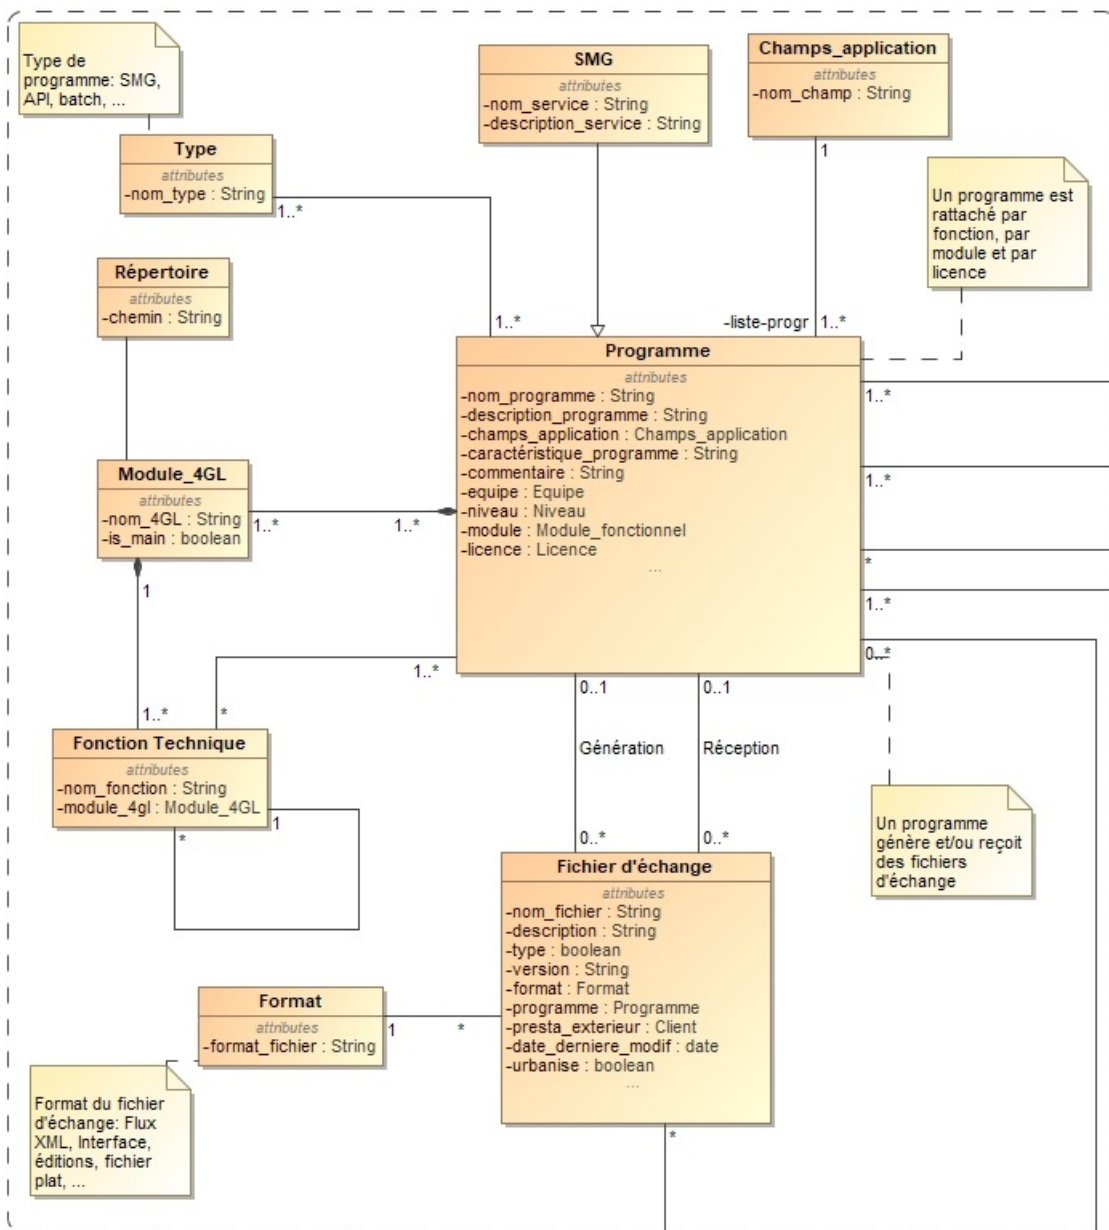 Type de
programme: SMG,
API, batch, ...
SMG
attributes
-nom_service : String
-description_service : String
Champs_application
attributes
-nom_champ : String
1
Type
attributes
-nom_type : String
1..*
Un programme est
rattaché par
fonction, par
module et par
licence
Répertoire
attributes
-chemin : String
1..*
-liste-progr
1..*
Programme
attributes
-nom_programme : String
-description_programme : String
-champs_application : Champs_application
-caractéristique_programme : String
-commentaire : String
-equipe : Equipe
-niveau : Niveau
-module : Module_fonctionnel
-licence : Licence
...
1..*
1..*
*
1..*
0..*
Module_4GL
attributes
-nom_4GL : String
-is_main : boolean
1..*
1..*
1
1..*
1..*
*
0..1
0..1
Génération
Réception
0..*
0..*
Fonction Technique
attributes
-nom_fonction : String
-module_4gl : Module_4GL
1
*
Un programme
génère et/ou reçoit
des fichiers
d'échange
Fichier d'échange
attributes
-nom_fichier : String
-description : String
-type : boolean
-version : String
-format : Format
-programme : Programme
-presta_exterieur : Client
-date_derniere_modif : date
-urbanise : boolean
...
*
Format
attributes
-format_fichier : String
1
*
Format du fichier
d'échange: Flux
XML, Interface,
éditions, fichier
plat, ...